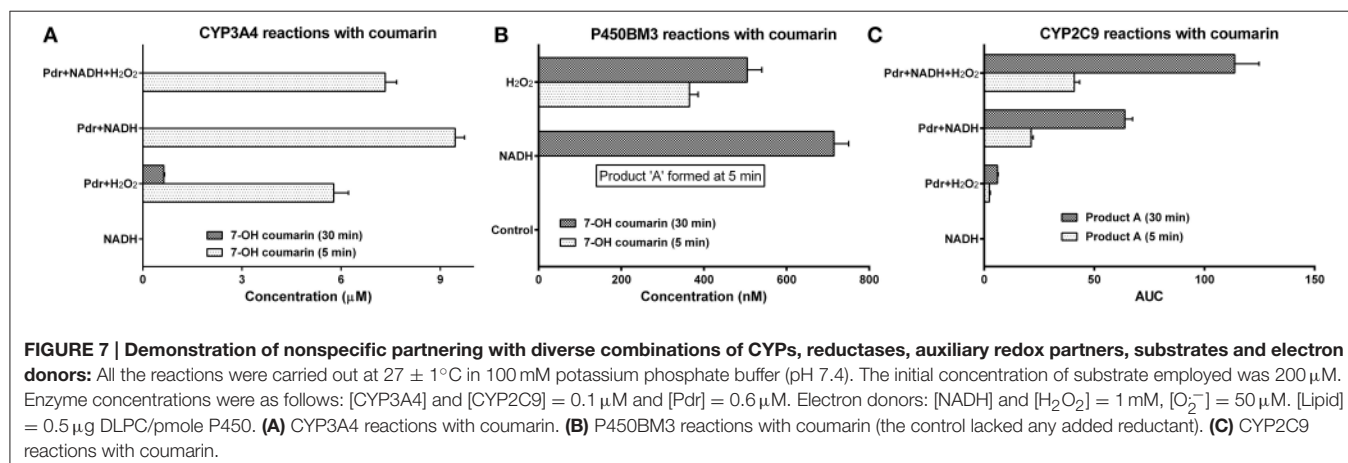 A
CYP3A4 reactions with coumarin
Pdr+NADH+H₂O₂
Pdr+NADH
Pdr+H₂O₂
NADH
7-OH coumarin (30 min)
7-OH coumarin (5 min)
0 3 6 9
Concentration (μM)
B
P450BM3 reactions with coumarin
H₂O₂
NADH
Product 'A' formed at 5 min
Control
7-OH coumarin (30 min)
7-OH coumarin (5 min)
0 200 400 600 800
Concentration (nM)
C
CYP2C9 reactions with coumarin
Pdr+NADH+H₂O₂
Pdr+NADH
Pdr+H₂O₂
NADH
Product A (30 min)
Product A (5 min)
0 50 100 150
AUC
FIGURE 7 | Demonstration of nonspecific partnering with diverse combinations of CYPs, reductases, auxiliary redox partners, substrates and electron
donors: All the reactions were carried out at 27 ± 1°C in 100 mM potassium phosphate buffer (pH 7.4). The initial concentration of substrate employed was 200 μM.
Enzyme concentrations were as follows: [CYP3A4] and [CYP2C9] = 0.1 μM and [Pdr] = 0.6 μM. Electron donors: [NADH] and [H₂O₂] = 1 mM, [O₂˙⁻] = 50 μM. [Lipid]
= 0.5 μg DLPC/pmole P450. (A) CYP3A4 reactions with coumarin. (B) P450BM3 reactions with coumarin (the control lacked any added reductant). (C) CYP2C9
reactions with coumarin.